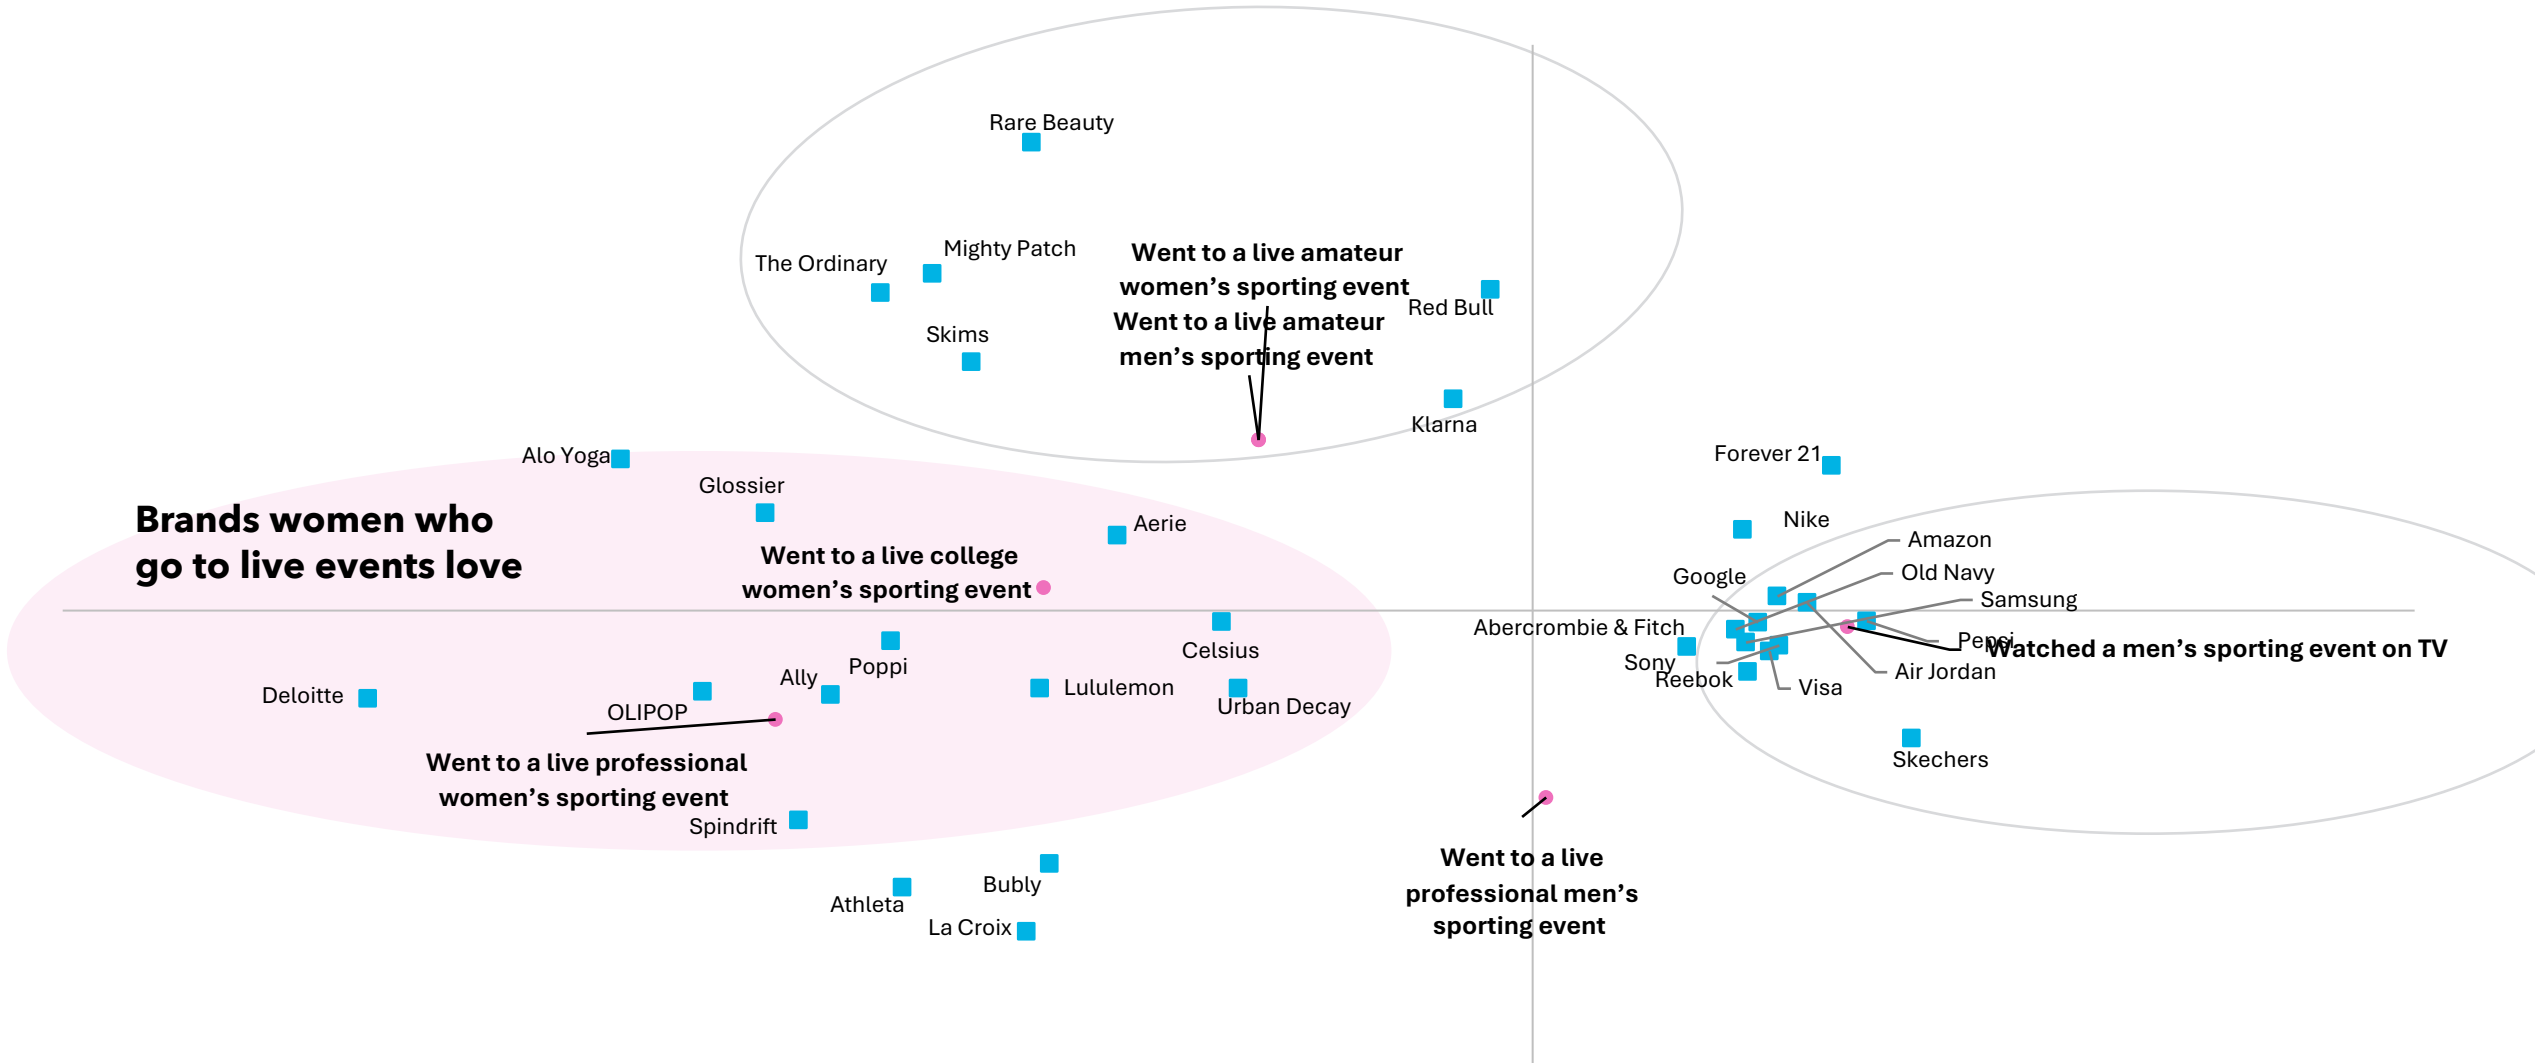 Rare Beauty
Mighty Patch
The Ordinary
Went to a live amateur
women's sporting event
Red Bull
Went to a live amateur
men's sporting event
Skims
Klarna
Alo Yoga
Forever 21
Glossier
Brands women who
go to live events love
Aerie
Nike
Amazon
Went to a live college
women's sporting event
Google
Old Navy
Samsung
Abercrombie & Fitch
Pepsi
Watched a men's sporting event on TV
Celsius
Poppi
Sony
Air Jordan
Ally
Reebok
Visa
Deloitte
Lululemon
OLIPOP
Urban Decay
Went to a live professional
women's sporting event
Skechers
Spindrift
Went to a live
professional men's
sporting event
Bubly
Athleta
La Croix